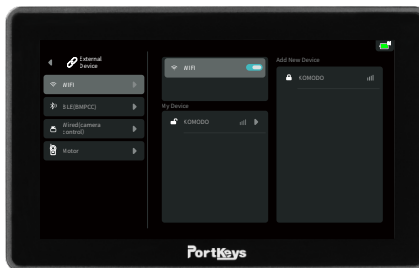 External
Device
WIFI
BLE(BMPCC)
Wired(camera
control)
Motor
WIFI
My Device
KOMODO
Add New Device
KOMODO
PortKeys